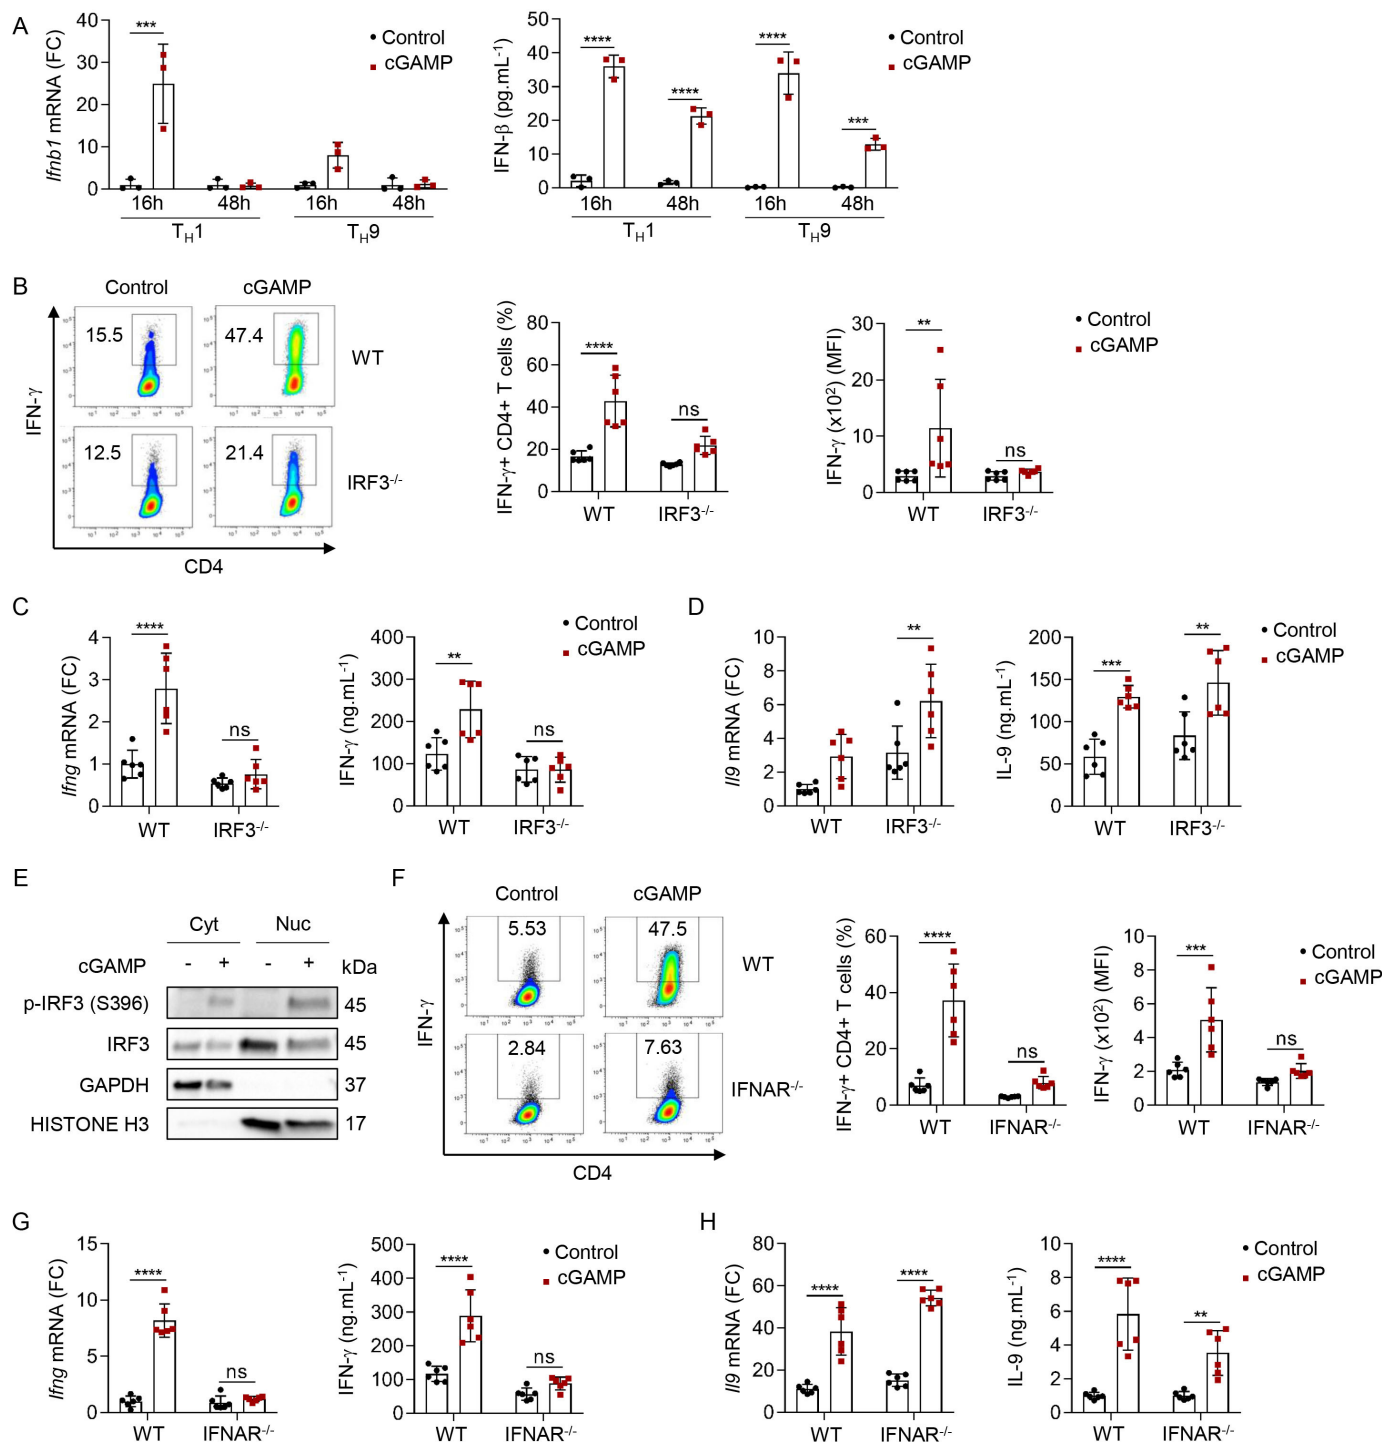 A
Ifnb1 mRNA (FC)
40
30
20
10
0
***
Control
cGAMP
16h 48h 16h 48h
TH1 TH9
IFN-β (pg.mL-1)
50
40
30
20
10
0
**** **** **** ***
Control
cGAMP
16h 48h 16h 48h
TH1 TH9
B
Control cGAMP
15.5 47.4 WT
12.5 21.4 IRF3-/-
IFN-γ
CD4
IFN-γ+ CD4+ T cells (%)
80
60
40
20
0
**** ns
WT IRF3-/-
IFN-γ (x10²) (MFI)
30
20
10
0
** ns
WT IRF3-/-
Control
cGAMP
C
Ifng mRNA (FC)
4
3
2
1
0
**** ns
WT IRF3-/-
IFN-γ (ng.mL-1)
400
300
200
100
0
** ns
WT IRF3-/-
Control
cGAMP
D
Il9 mRNA (FC)
10
8
6
4
2
0
**
WT IRF3-/-
IL-9 (ng.mL-1)
200
150
100
50
0
*** **
WT IRF3-/-
Control
cGAMP
E
Cyt Nuc
cGAMP - + - + kDa
p-IRF3 (S396) 45
IRF3 45
GAPDH 37
HISTONE H3 17
F
Control cGAMP
5.53 47.5 WT
2.84 7.63 IFNAR-/-
IFN-γ
CD4
IFN-γ+ CD4+ T cells (%)
60
40
20
0
**** ns
WT IFNAR-/-
IFN-γ (x10²) (MFI)
10
8
6
4
2
0
*** ns
WT IFNAR-/-
Control
cGAMP
G
Ifng mRNA (FC)
15
10
5
0
**** ns
WT IFNAR-/-
IFN-γ (ng.mL-1)
500
400
300
200
100
0
**** ns
WT IFNAR-/-
Control
cGAMP
H
Il9 mRNA (FC)
80
60
40
20
0
**** ****
WT IFNAR-/-
IL-9 (ng.mL-1)
10
8
6
4
2
0
**** **
WT IFNAR-/-
Control
cGAMP